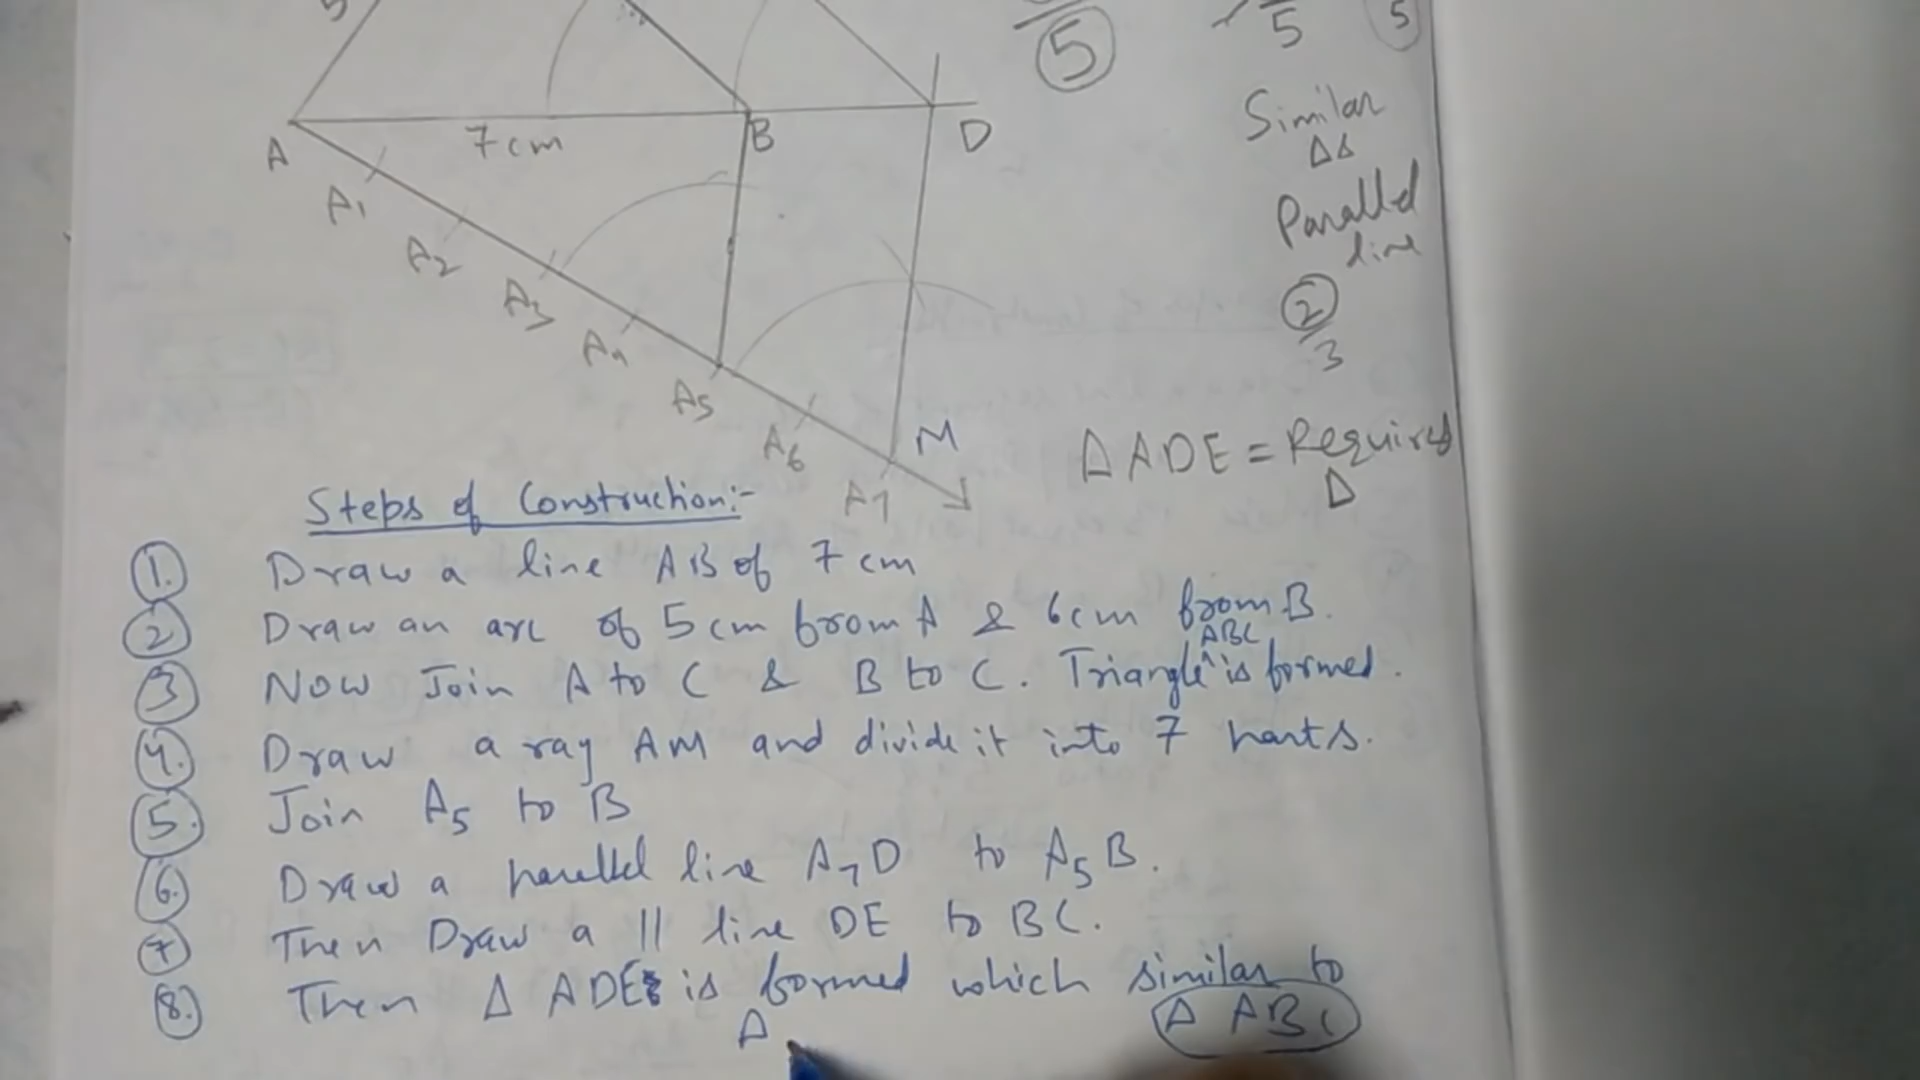 5
5
5
5
Similar
ΔΔ
A
7cm
B
D
Parallel
line
A1
A2
A3
A4
2
3
A5
A6
M
A7
Δ ADE = Required
Δ
Steps of Construction:-
1. Draw a line AB of 7 cm
2. Draw an arc of 5cm from A & 6cm from B.
ABC
3. Now Join A to C & B to C. Triangle ^ is formed.
4. Draw a ray AM and divide it into 7 parts.
5. Join A5 to B
6. Draw a parallel line A7D to A5B.
7. Then Draw a || line DE to BC.
8. Then Δ ADE is formed which similar to
Δ
Δ ABC